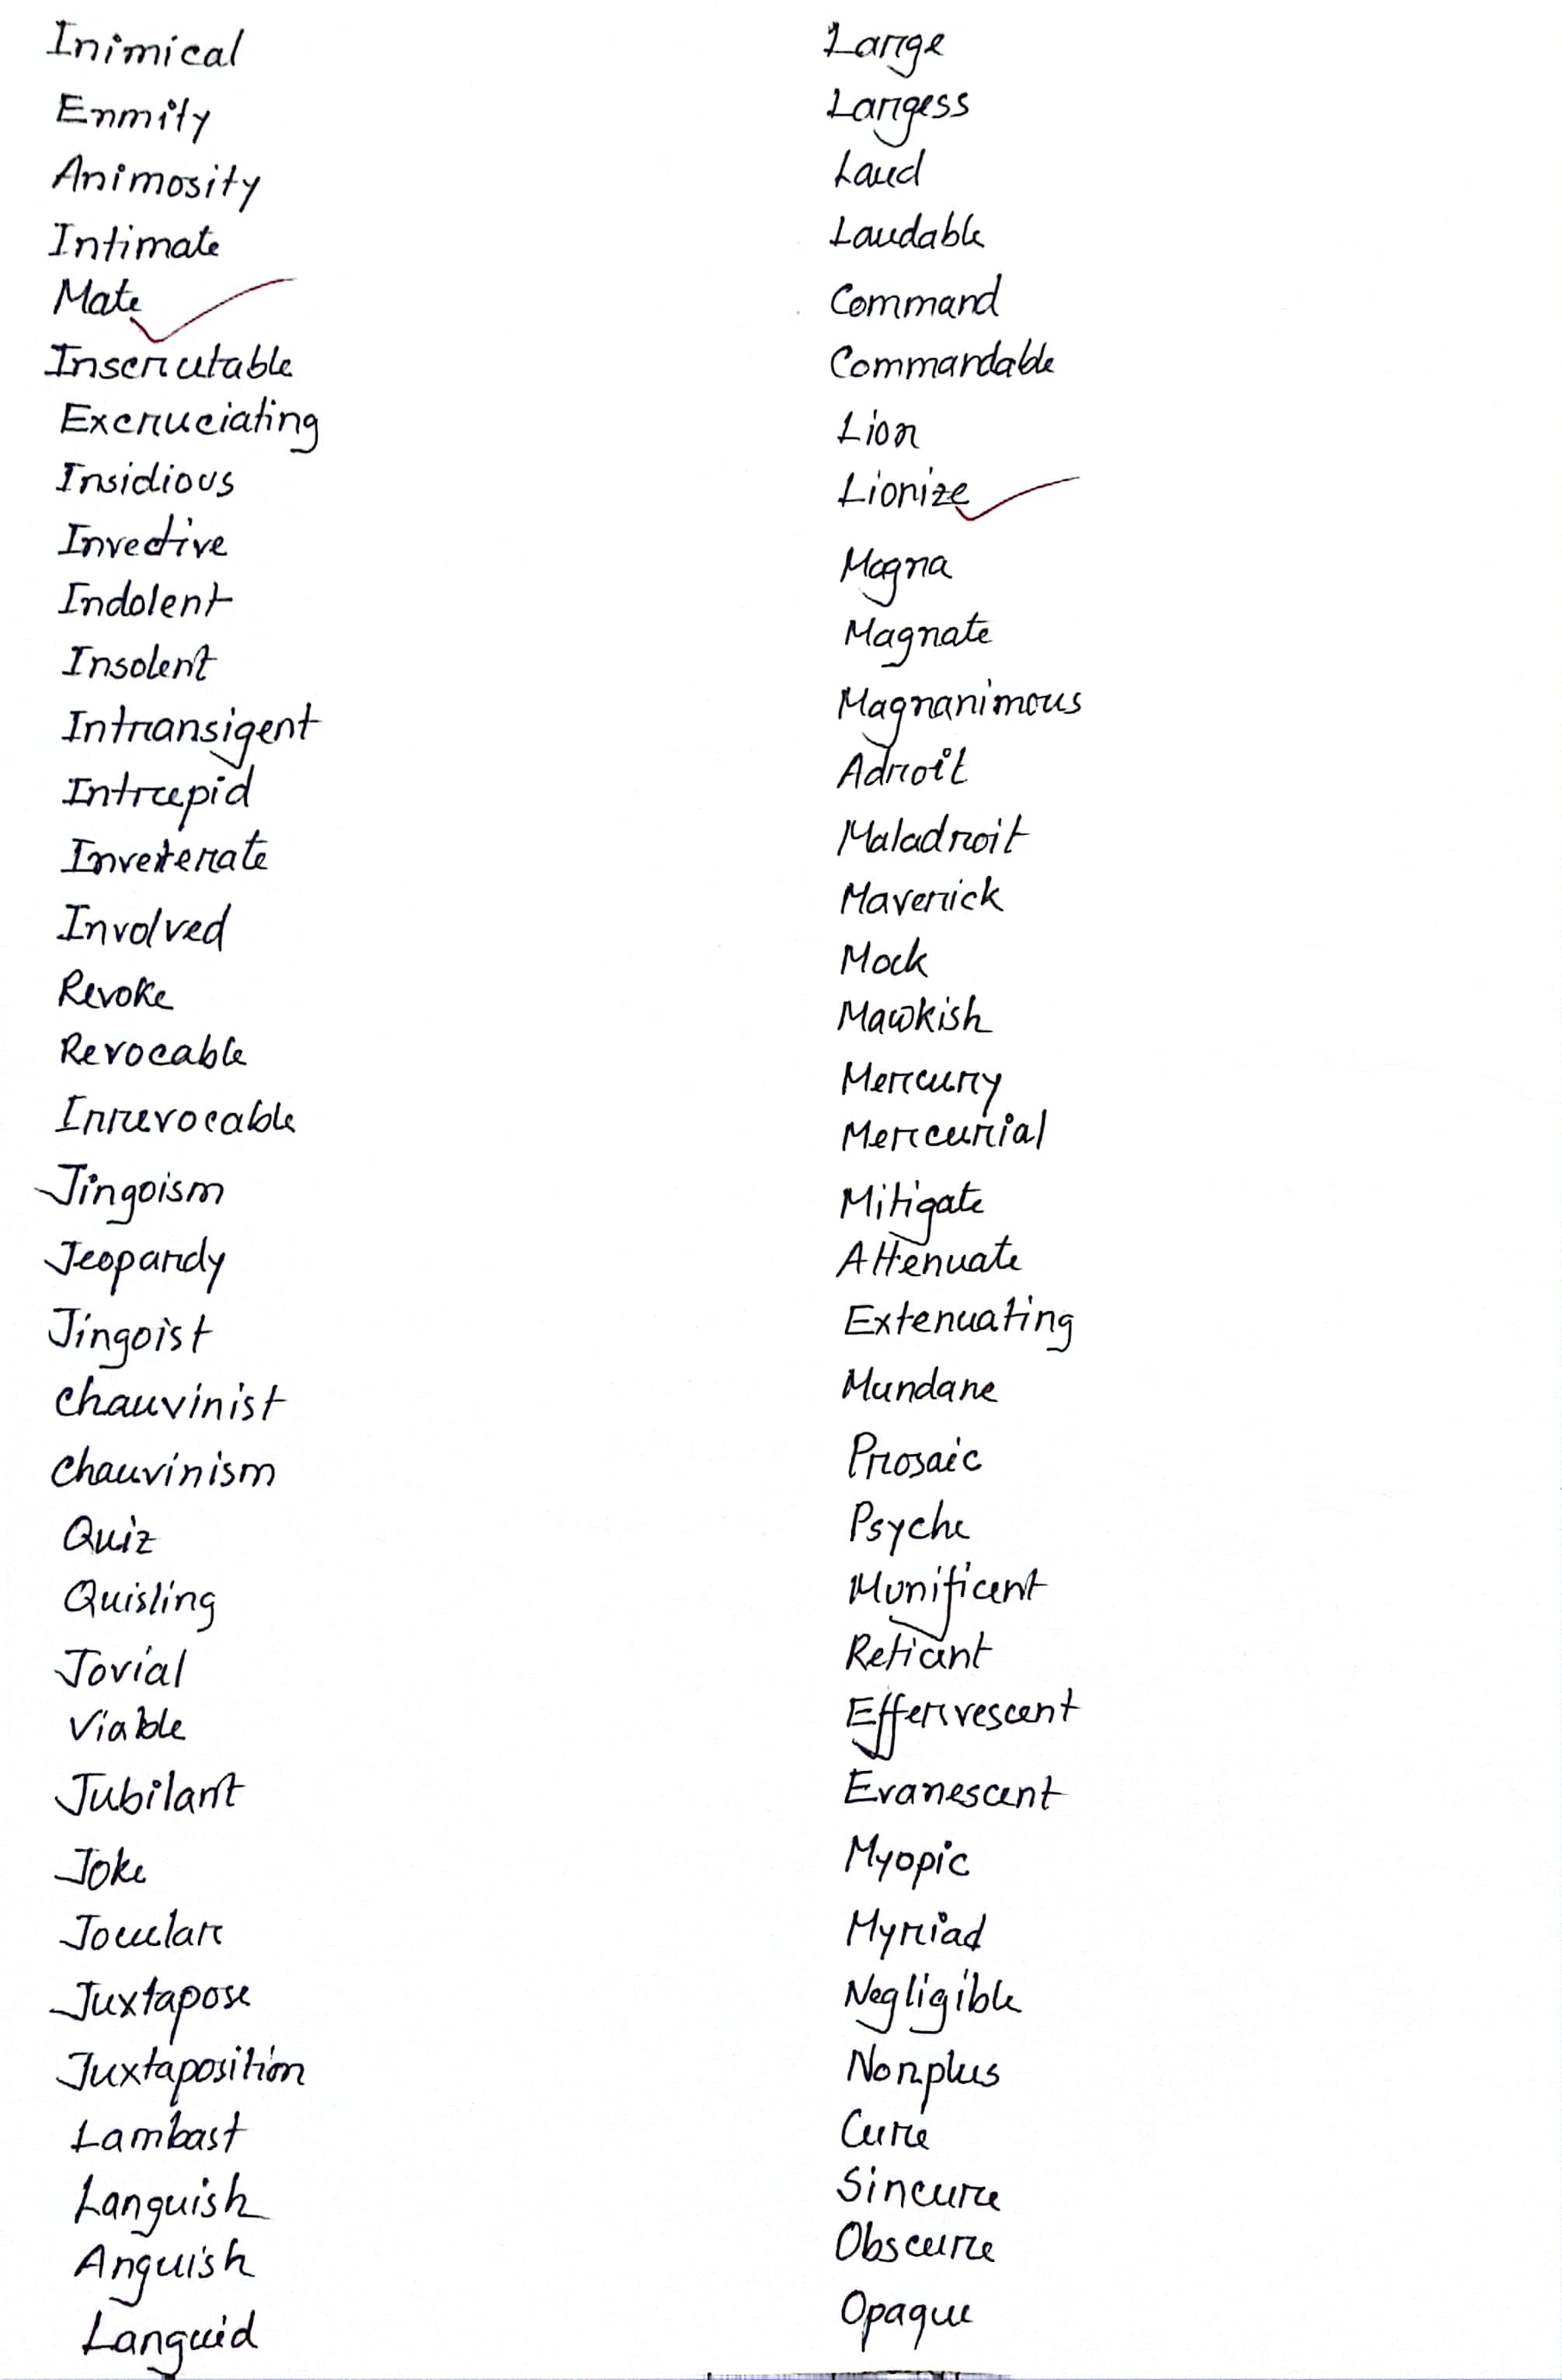 Inimical
Enmity
Animosity
Intimate
Mate
Inscrutable
Excruciating
Insidious
Invective
Indolent
Insolent
Intransigent
Intrepid
Inveterate
Involved
Revoke
Revocable
Irrevocable
Jingoism
Jeopardy
Jingoist
Chauvinist
Chauvinism
Quiz
Quisling
Jovial
Viable
Jubilant
Joke
Jocular
Juxtapose
Juxtaposition
Lambast
Languish
Anguish
Languid
Large
Largess
Laud
Laudable
Command
Commandable
Lion
Lionize
Magna
Magnate
Magnanimous
Adroit
Maladroit
Maverick
Mock
Mawkish
Mercury
Mercurial
Mitigate
Attenuate
Extenuating
Mundane
Prosaic
Psyche
Munificent
Reticent
Effervescent
Evanescent
Myopic
Myriad
Negligible
Nonplus
Cure
Sincure
Obscure
Opaque